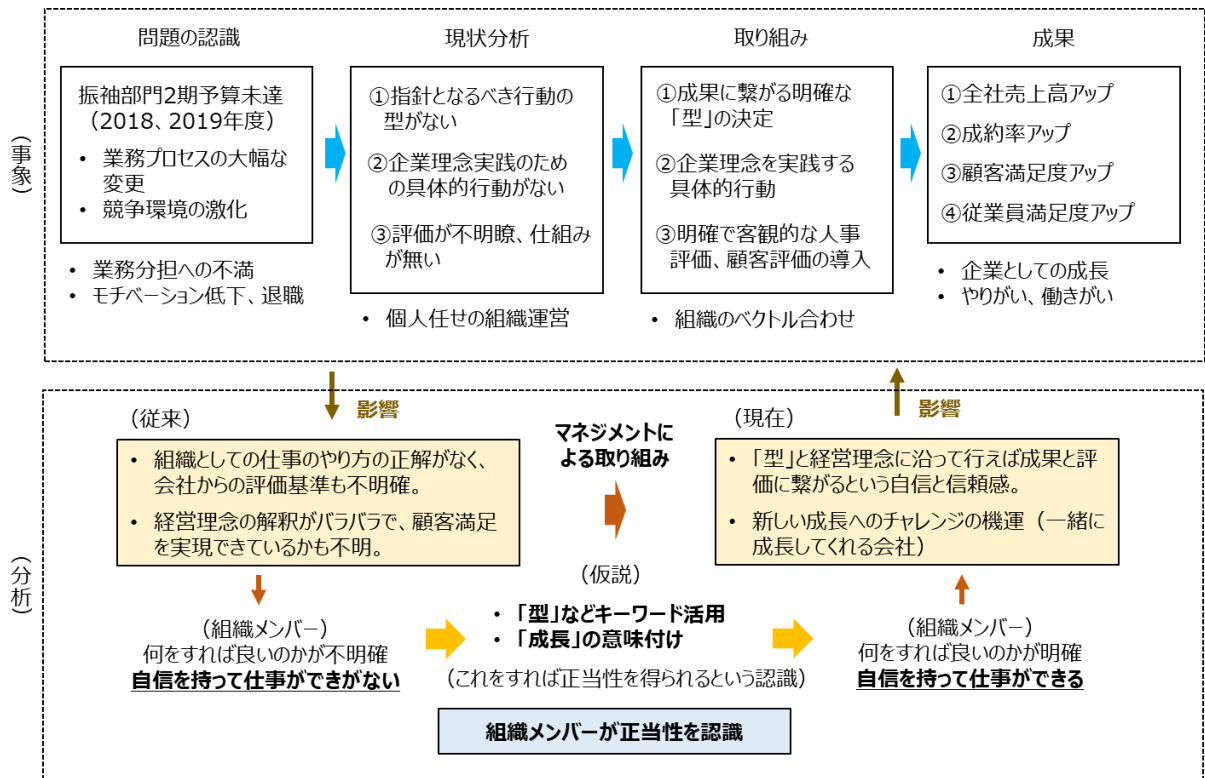 問題の認識
現状分析
取り組み
成果
(事象)
振袖部門2期予算未達
(2018、2019年度)
• 業務プロセスの大幅な
変更
• 競争環境の激化
• 業務分担への不満
• モチベーション低下、退職
①指針となるべき行動の
型がない
②企業理念実践のため
の具体的行動がない
③評価が不明瞭、仕組み
が無い
• 個人任せの組織運営
①成果に繋がる明確な
「型」の決定
②企業理念を実践する
具体的行動
③明確で客観的な人事
評価、顧客評価の導入
• 組織のベクトル合わせ
①全社売上高アップ
②成約率アップ
③顧客満足度アップ
④従業員満足度アップ
• 企業としての成長
• やりがい、働きがい
(分析)
影響
(従来)
• 組織としての仕事のやり方の正解がなく、
会社からの評価基準も不明確。
• 経営理念の解釈がバラバラで、顧客満足
を実現できているかも不明。
(組織メンバー)
何をすれば良いのかが不明確
自信を持って仕事ができがない
マネジメントに
よる取り組み
(仮説)
• 「型」などキーワード活用
• 「成長」の意味付け
(これをすれば正当性を得られるという認識)
組織メンバーが正当性を認識
影響
(現在)
• 「型」と経営理念に沿って行えば成果と評
価に繋がるという自信と信頼感。
• 新しい成長へのチャレンジの機運(一緒に
成長してくれる会社)
(組織メンバー)
何をすれば良いのかが明確
自信を持って仕事ができる